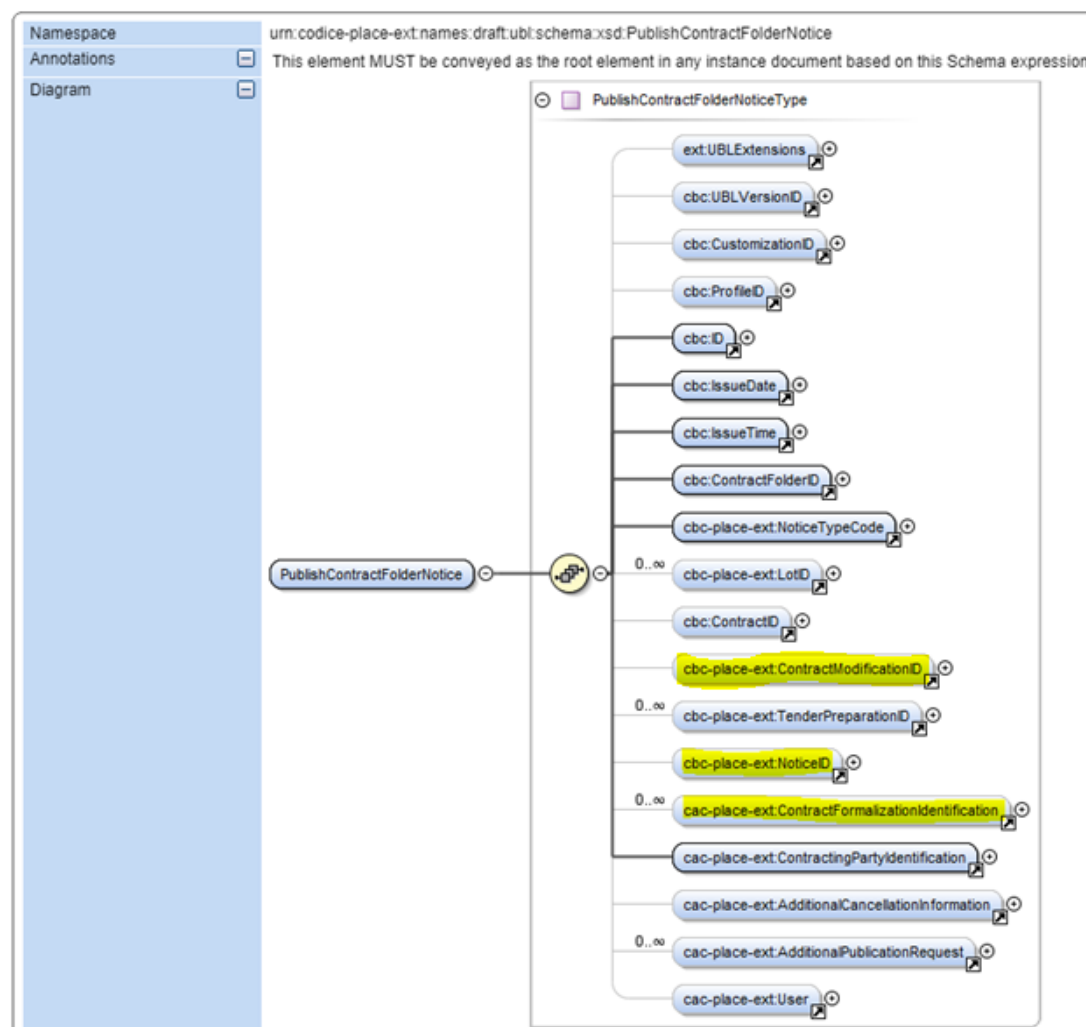 Namespace urn:codice-place-ext:names:draft:ubl:schema:xsd:PublishContractFolderNotice
Annotations This element MUST be conveyed as the root element in any instance document based on this Schema expression
Diagram
PublishContractFolderNoticeType
ext:UBLExtensions
cbc:UBLVersionID
cbc:CustomizationID
cbc:ProfileID
cbc:ID
cbc:IssueDate
cbc:IssueTime
cbc:ContractFolderID
cbc-place-ext:NoticeTypeCode
PublishContractFolderNotice
0..∞ cbc-place-ext:LotID
cbc:ContractID
cbc-place-ext:ContractModificationID
0..∞ cbc-place-ext:TenderPreparationID
cbc-place-ext:NoticeID
0..∞ cac-place-ext:ContractFormalizationIdentification
cac-place-ext:ContractingPartyIdentification
cac-place-ext:AdditionalCancellationInformation
0..∞ cac-place-ext:AdditionalPublicationRequest
cac-place-ext:User